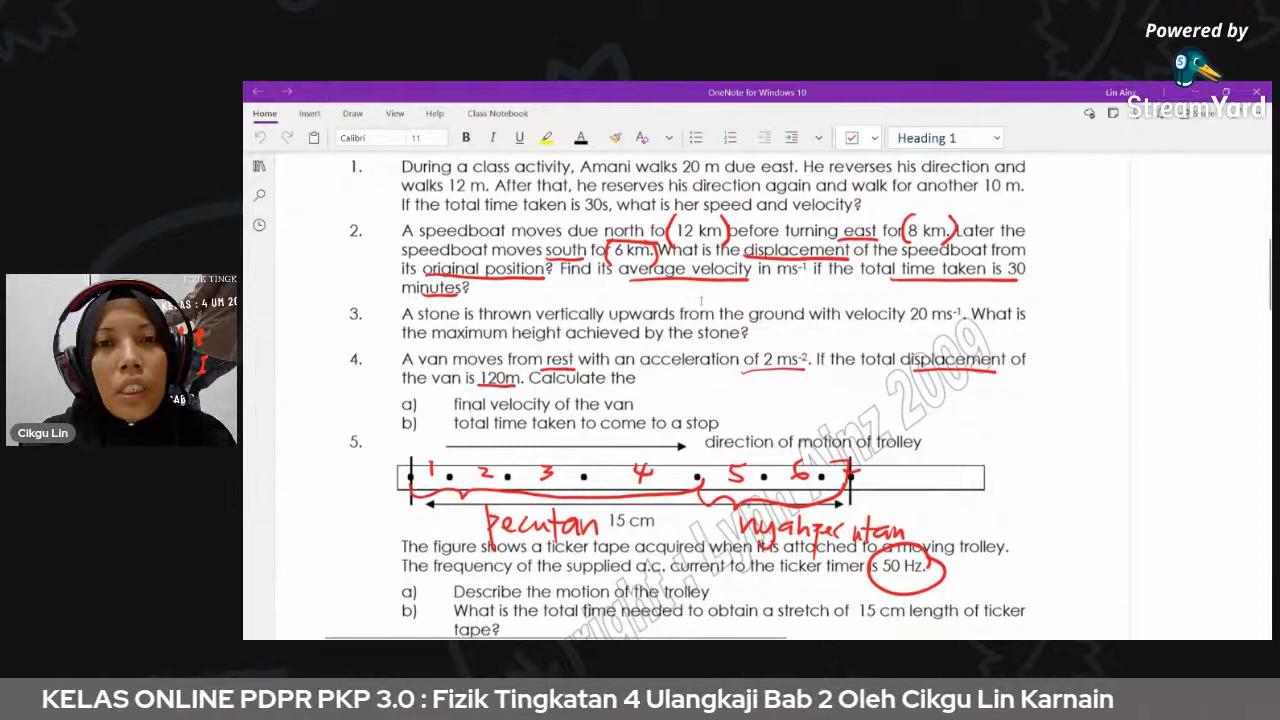 Powered by
StreamYard
OneNote for Windows 10
Lin Ainz
Home Insert Draw View Help Class Notebook
Calibri 11 B I U A Heading 1
1. During a class activity, Amani walks 20 m due east. He reverses his direction and
walks 12 m. After that, he reserves his direction again and walk for another 10 m.
If the total time taken is 30s, what is her speed and velocity?
2. A speedboat moves due north fo 12 km before turning east for 8 km. Later the
speedboat moves south for 6 km. What is the displacement of the speedboat from
its original position? Find its average velocity in ms-1 if the total time taken is 30
minutes?
3. A stone is thrown vertically upwards from the ground with velocity 20 ms-1. What is
the maximum height achieved by the stone?
4. A van moves from rest with an acceleration of 2 ms-2. If the total displacement of
the van is 120m. Calculate the
a) final velocity of the van
b) total time taken to come to a stop
5. direction of motion of trolley
1 2 3 4 5 6 7
15 cm
pecutan nyahpecutan
The figure shows a ticker tape acquired when it is attached to a moving trolley.
The frequency of the supplied a.c. current to the ticker timer is 50 Hz.
a) Describe the motion of the trolley
b) What is the total time needed to obtain a stretch of 15 cm length of ticker
tape?
FIZIK TINGK
KELAS : 4 UM 20
Cikgu Lin
KELAS ONLINE PDPR PKP 3.0 : Fizik Tingkatan 4 Ulangkaji Bab 2 Oleh Cikgu Lin Karnain